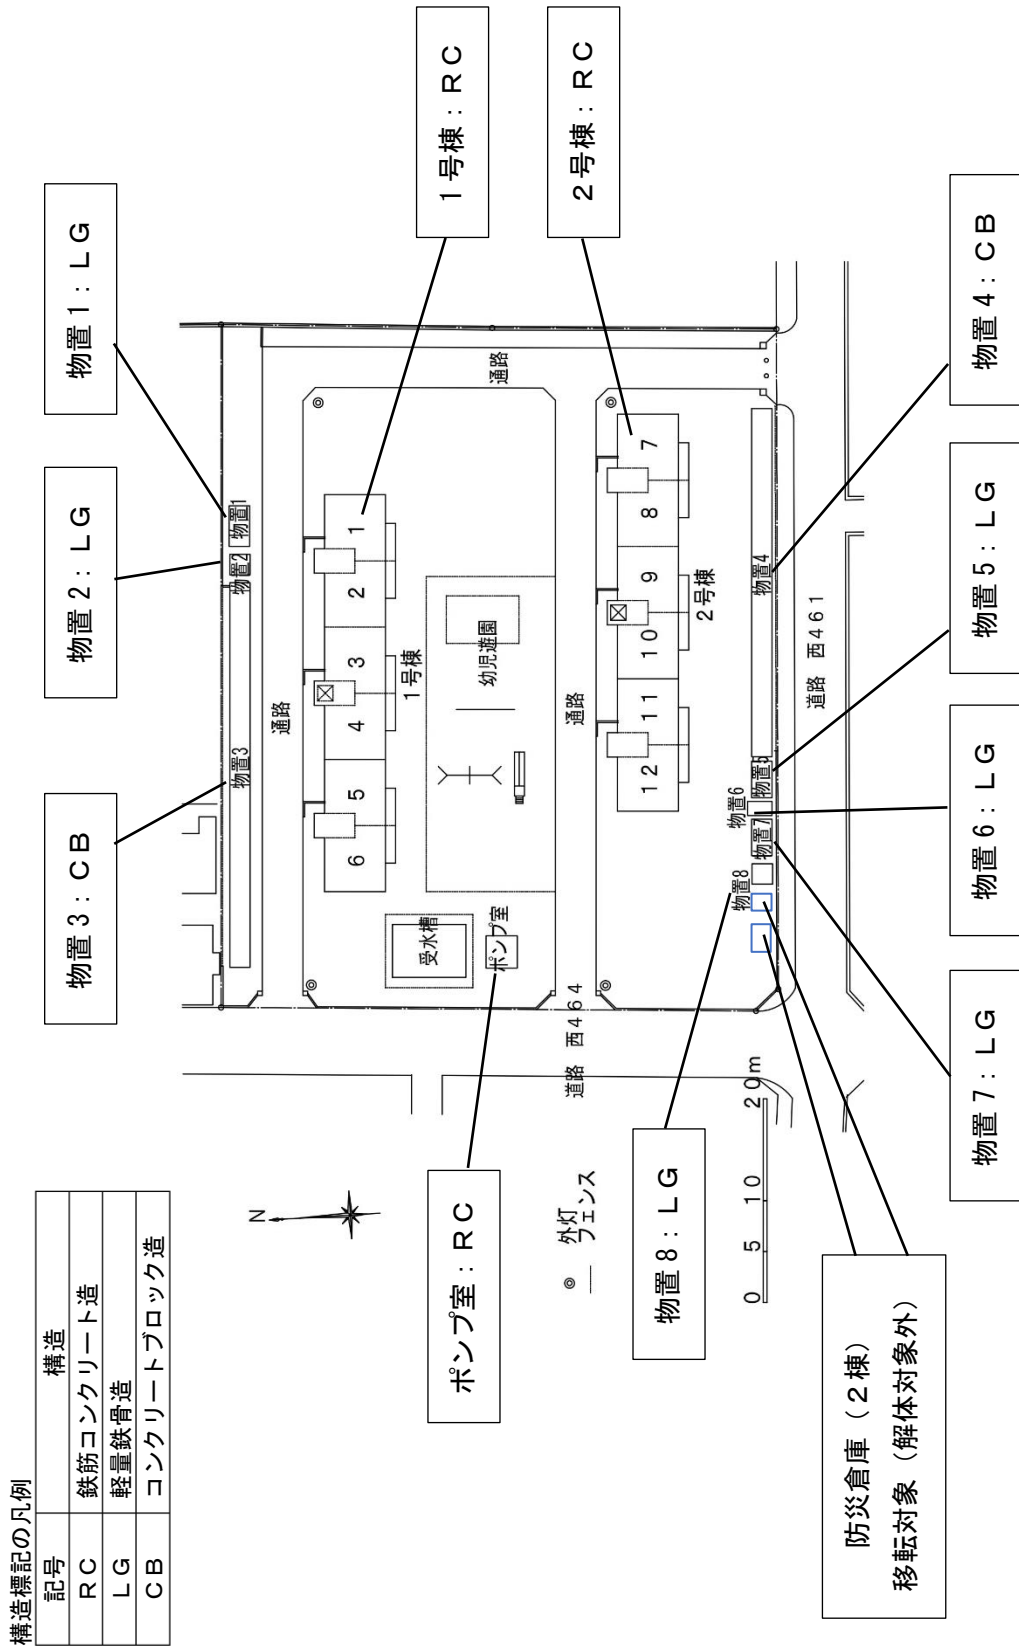 構造標記の凡例
記号 構造
RC 鉄筋コンクリート造
LG 軽量鉄骨造
CB コンクリートブロック造
物置3：CB
物置2：LG
物置1：LG
N
物置3
物置2
物置1
通路
通路
1号棟：RC
6
5
4
3
2
1
1号棟
受水槽
ポンプ室
幼児遊園
ポンプ室：RC
通路
道路 西464
2号棟：RC
12
11
10
9
8
7
2号棟
外灯
フェンス
物置8：LG
物置8
物置7
物置6
物置5
物置4
道路 西461
0 5 10 20m
防災倉庫（2棟）
移転対象（解体対象外）
物置7：LG
物置6：LG
物置5：LG
物置4：CB